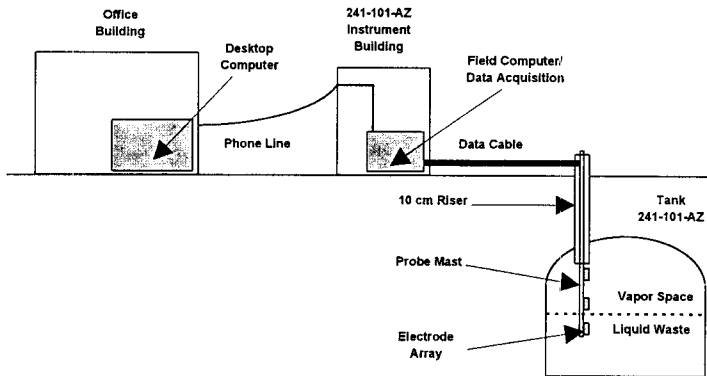 Office
Building
Desktop
Computer
241-101-AZ
Instrument
Building
Field Computer/
Data Acquisition
Phone Line
Data Cable
10 cm Riser
Tank
241-101-AZ
Probe Mast
Vapor Space
Liquid Waste
Electrode
Array